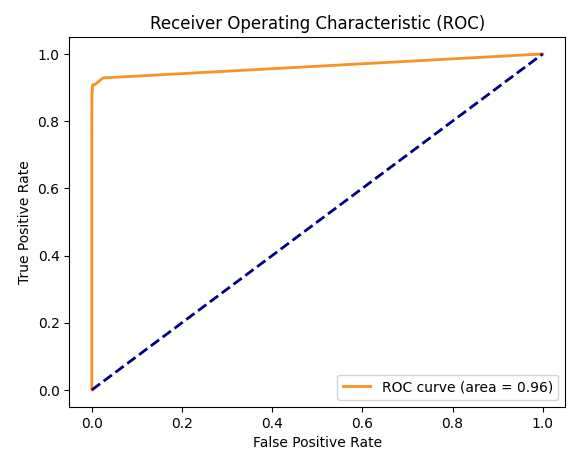 Receiver Operating Characteristic (ROC)
1.0
0.8
0.6
0.4
0.2
0.0
True Positive Rate
ROC curve (area = 0.96)
0.0 0.2 0.4 0.6 0.8 1.0
False Positive Rate